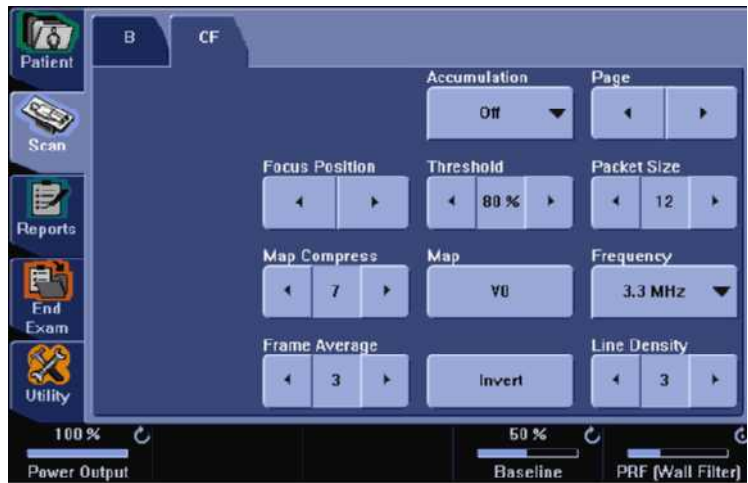 B
CF
Patient
Scan
Reports
End
Exam
Utility
Accumulation
Off
Page
Focus Position
Threshold
80 %
Packet Size
12
Map Compress
7
Map
V0
Frequency
3.3 MHz
Frame Average
3
Invert
Line Density
3
100 %
Power Output
50 %
Baseline
PRF (Wall Filter)